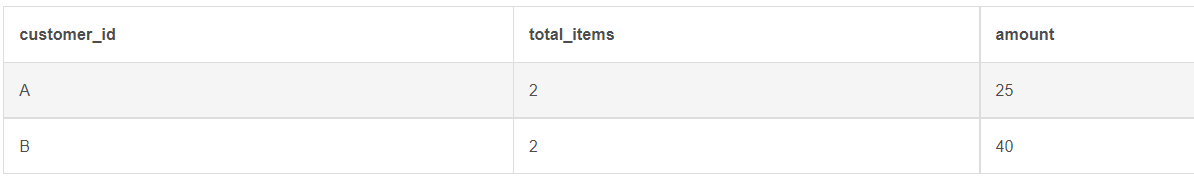 customer_id total_items amount
A 2 25
B 2 40